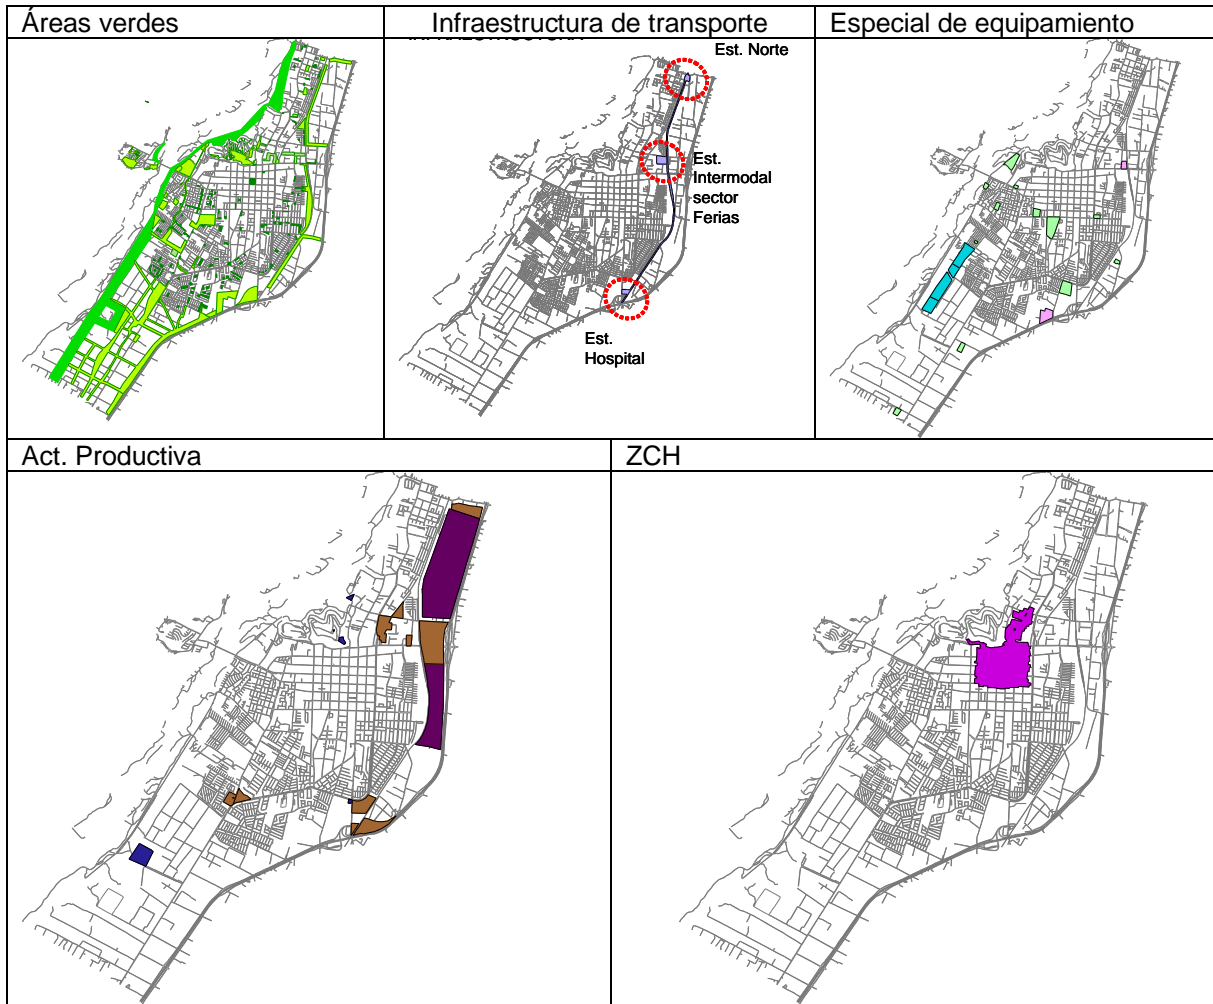 Áreas verdes
Infraestructura de transporte
Especial de equipamiento
Est. Norte
Est.
Intermodal
sector
Ferias
Est.
Hospital
Act. Productiva
ZCH